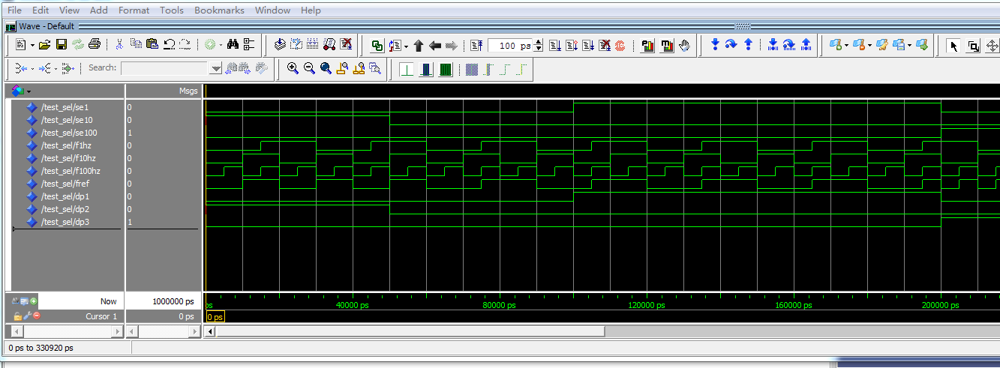 File Edit View Add Format Tools Bookmarks Window Help
Wave - Default
100 ps
Search:
Msgs
/test_sel/se1 0
/test_sel/se10 0
/test_sel/se100 1
/test_sel/f1hz 0
/test_sel/f10hz 0
/test_sel/f100hz 0
/test_sel/fref 0
/test_sel/dp1 0
/test_sel/dp2 0
/test_sel/dp3 1
Now 1000000 ps ps 40000 ps 80000 ps 120000 ps 160000 ps 200000 ps
Cursor 1 0 ps 0 ps
0 ps to 330920 ps